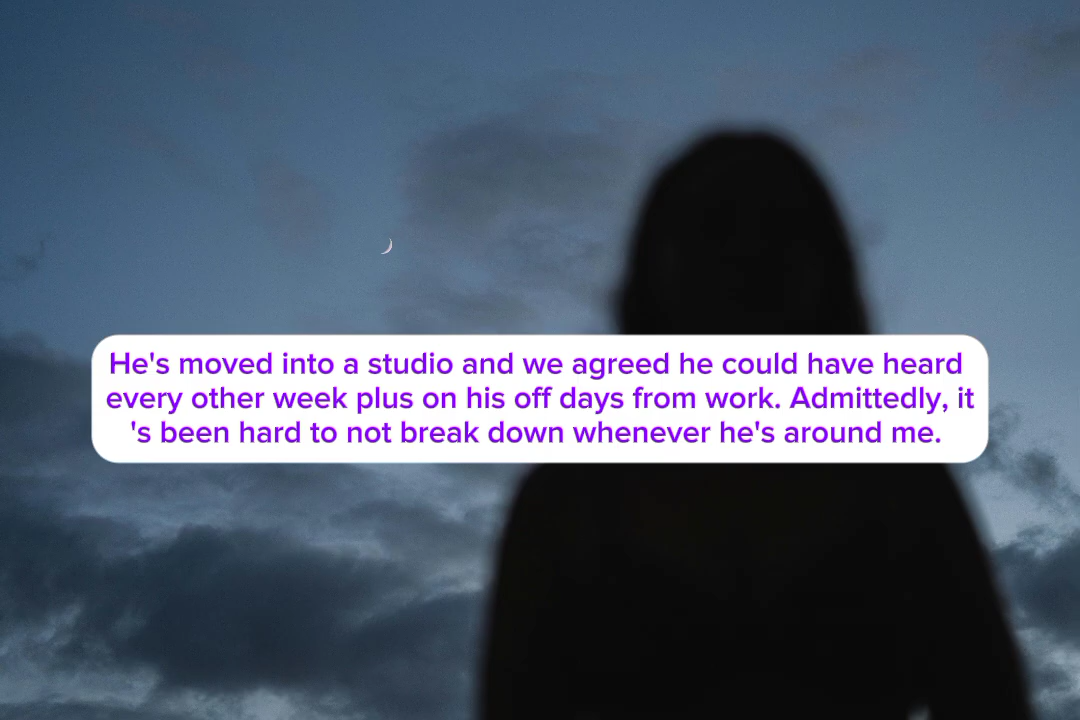 He's moved into a studio and we agreed he could have heard
every other week plus on his off days from work. Admittedly, it
's been hard to not break down whenever he's around me.